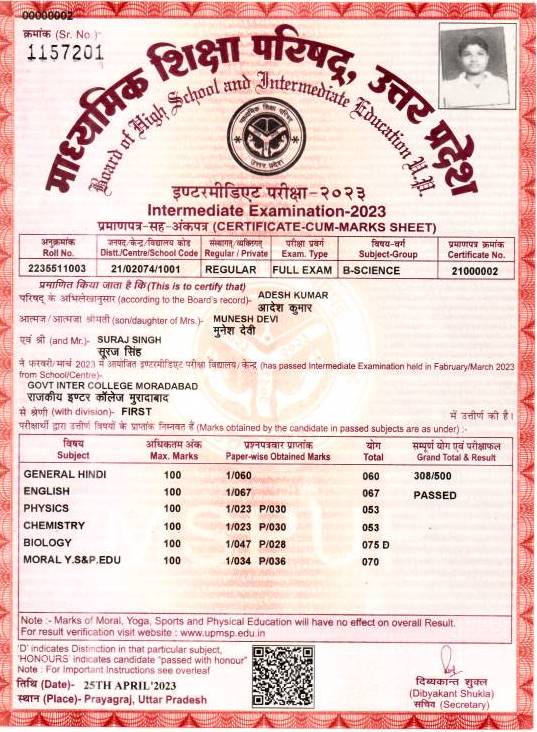 00000002
क्रमांक (Sr. No.)-
1157201
माध्यमिक शिक्षा परिषद्, उत्तर प्रदेश
Board of High School and Intermediate Education U.P.
इण्टरमीडिएट परीक्षा-२०२३
Intermediate Examination-2023
प्रमाणपत्र-सह-अंकपत्र (CERTIFICATE-CUM-MARKS SHEET)
अनुक्रमांक जनपद/केन्द्र/विद्यालय कोड संस्थागत/व्यक्तिगत परीक्षा प्रवर्ग विषय-वर्ग प्रमाणपत्र क्रमांक
Roll No. Distt./Centre/School Code Regular / Private Exam. Type Subject-Group Certificate No.
2235511003 21/02074/1001 REGULAR FULL EXAM B-SCIENCE 21000002
प्रमाणित किया जाता है कि (This is to certify that)
परिषद् के अभिलेखानुसार (according to the Board's record)- ADESH KUMAR
आदेश कुमार
आत्मज/आत्मजा श्रीमती (son/daughter of Mrs.)- MUNESH DEVI
मुनेश देवी
एवं श्री (and Mr.)- SURAJ SINGH
सूरज सिंह
ने फरवरी/मार्च 2023 में आयोजित इण्टरमीडिएट परीक्षा विद्यालय/केन्द्र (has passed Intermediate Examination held in Fabruary/March 2023
from School/Centre)-
GOVT INTER COLLEGE MORADABAD
राजकीय इण्टर कॉलेज मुरादाबाद
से श्रेणी (with division)- FIRST में उत्तीर्ण की है।
परीक्षार्थी द्वारा उत्तीर्ण विषयों के प्राप्तांक निम्नवत हैं (Marks obtained by the candidate in passed subjects are as under) :-
विषय अधिकतम अंक प्रश्नपत्रवार प्राप्तांक योग सम्पूर्ण योग एवं परीक्षाफल
Subject Max. Marks Paper-wise Obtained Marks Total Grand Total & Result
GENERAL HINDI 100 1/060 060 308/500
ENGLISH 100 1/067 067 PASSED
PHYSICS 100 1/023 P/030 053
CHEMISTRY 100 1/023 P/030 053
BIOLOGY 100 1/047 P/028 075 D
MORAL Y.S&P.EDU 100 1/034 P/036 070
Note :- Marks of Moral, Yoga, Sports and Physical Education will have no effect on overall Result.
For result verification visit website : www.upmsp.edu.in
'D' indicates Distinction in that particular subject,
'HONOURS' indicates candidate "passed with honour"
Note : For Important Instructions see overleaf
तिथि (Date)- 25TH APRIL'2023
स्थान (Place)- Prayagraj, Uttar Pradesh
दिव्यकान्त शुक्ल
(Dibyakant Shukla)
सचिव (Secretary)